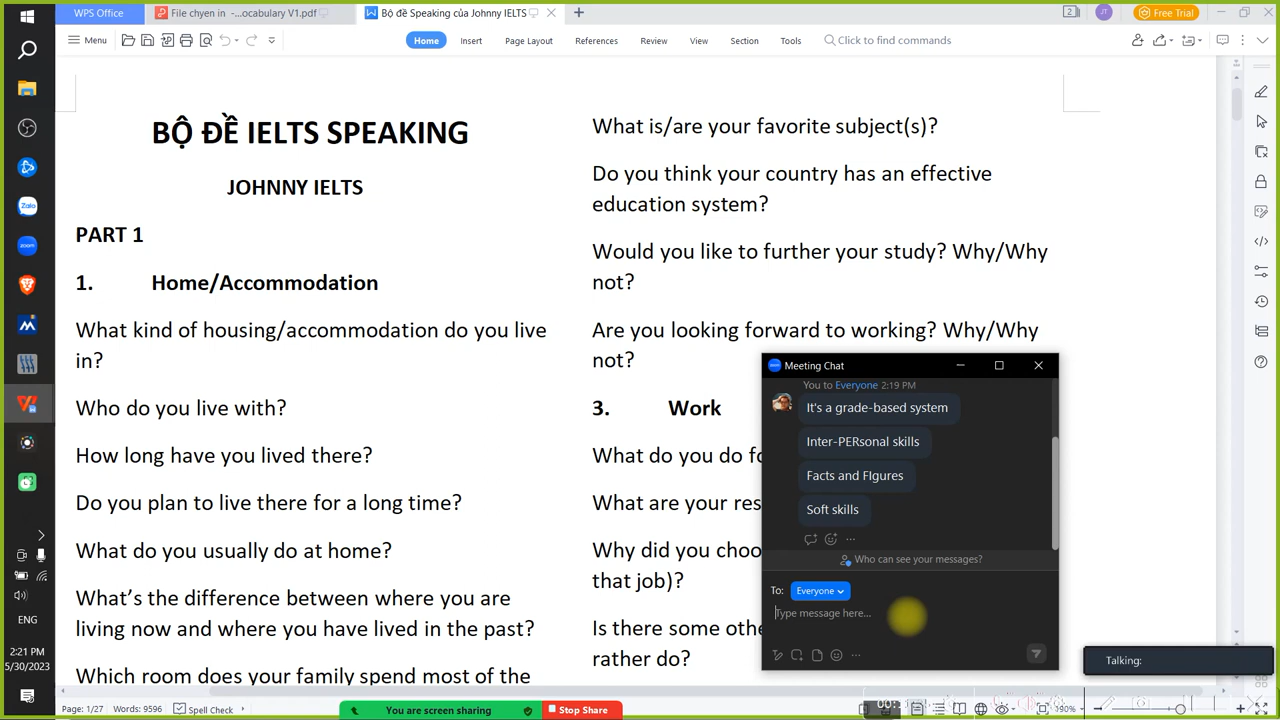 WPS Office
File chyen in -...ocabulary V1.pdf
Bộ đề Speaking của Johnny IELTS
2
JT
Free Trial
Menu
Home
Insert
Page Layout
References
Review
View
Section
Tools
Click to find commands
BỘ ĐỀ IELTS SPEAKING
JOHNNY IELTS
PART 1
1. Home/Accommodation
What kind of housing/accommodation do you live
in?
Who do you live with?
How long have you lived there?
Do you plan to live there for a long time?
What do you usually do at home?
What's the difference between where you are
living now and where you have lived in the past?
Which room does your family spend most of the
What is/are your favorite subject(s)?
Do you think your country has an effective
education system?
Would you like to further your study? Why/Why
not?
Are you looking forward to working? Why/Why
not?
3. Work
What do you do fo
What are your res
Why did you choo
that job)?
Is there some othe
rather do?
Meeting Chat
You to Everyone 2:19 PM
It's a grade-based system
Inter-PERsonal skills
Facts and FIgures
Soft skills
Who can see your messages?
To: Everyone
Type message here...
Talking:
Zalo
zoom
ENG
2:21 PM
5/30/2023
Page: 1/27
Words: 9596
Spell Check
You are screen sharing
Stop Share
00:
190%